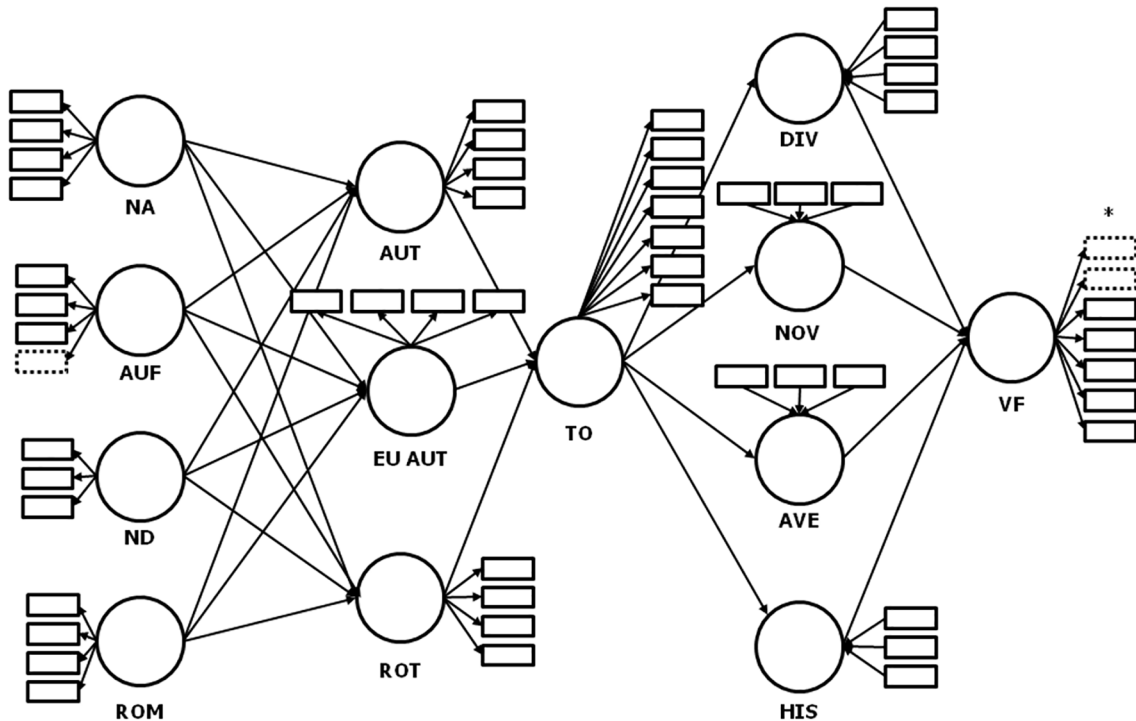 NA
AUF
ND
ROM
AUT
EU AUT
ROT
TO
DIV
NOV
AVE
HIS
*
VF